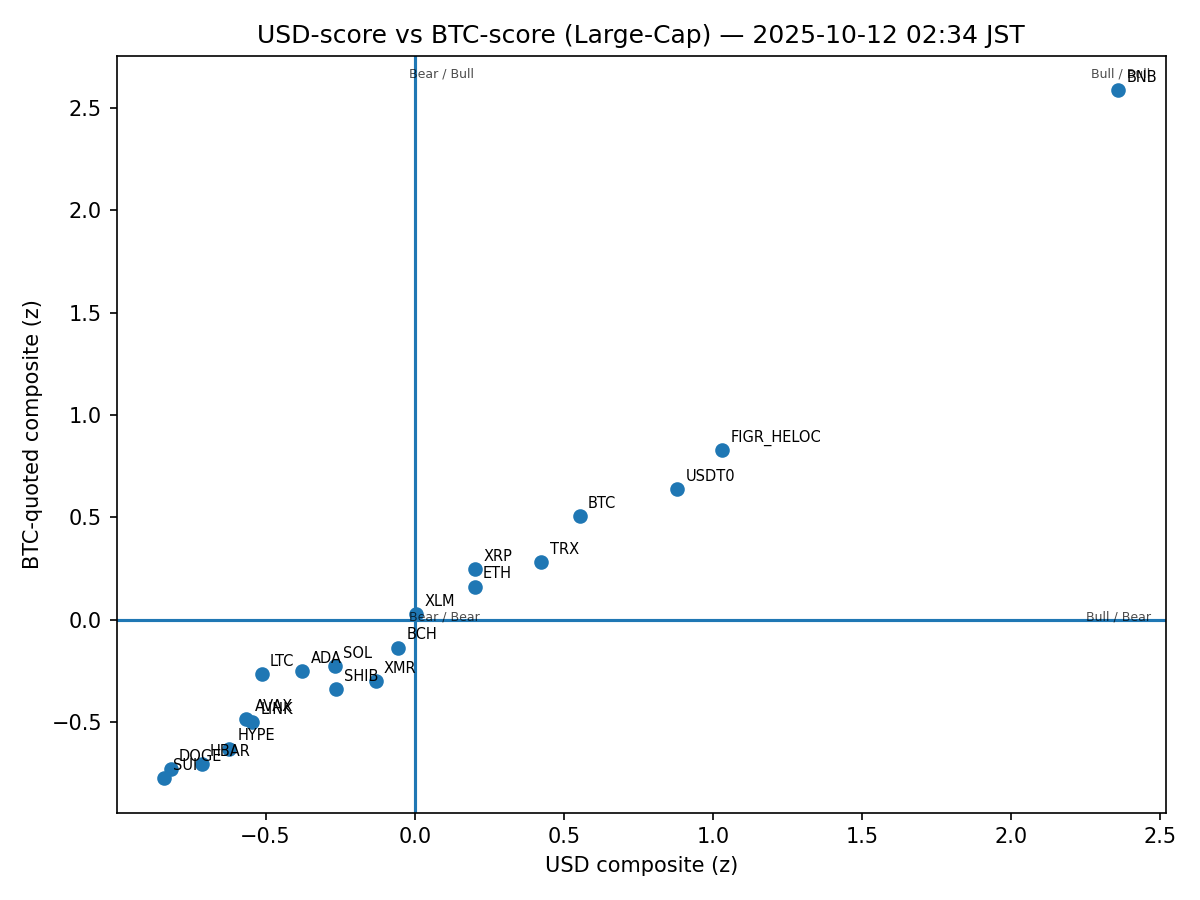 USD-score vs BTC-score (Large-Cap) — 2025-10-12 02:34 JST
Bear / Bull
Bull / Bull
BNB
2.5
2.0
1.5
1.0
0.5
0.0
−0.5
BTC-quoted composite (z)
FIGR_HELOC
USDT0
BTC
TRX
XRP
ETH
XLM
Bear / Bear
Bull / Bear
BCH
SOL
ADA
LTC
XMR
SHIB
AVAX
LINK
HYPE
HBAR
DOGE
SUI
−0.5
0.0
0.5
1.0
1.5
2.0
2.5
USD composite (z)